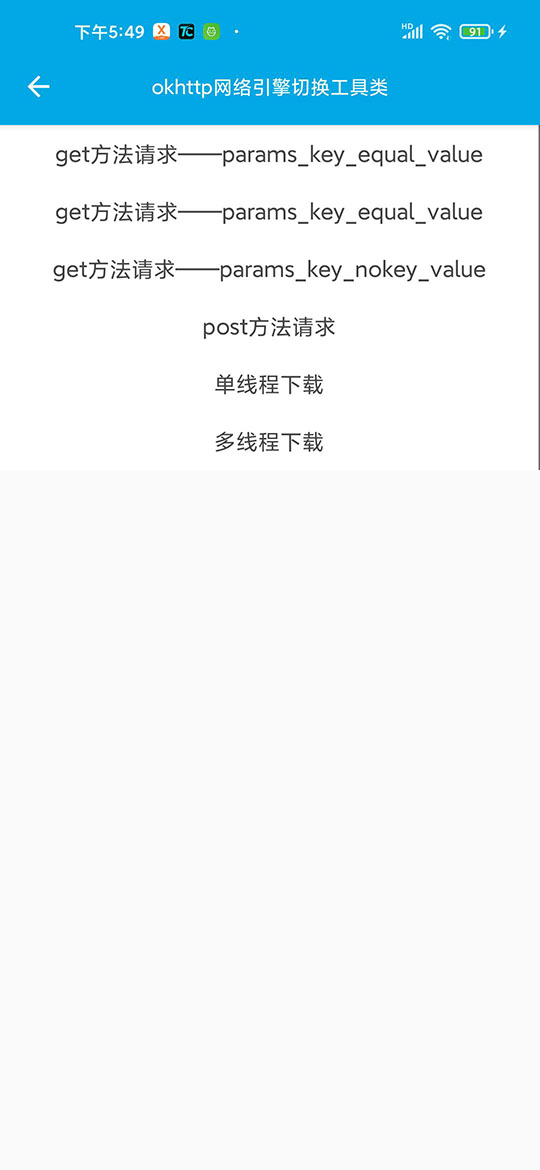 下午5:49
HD
91
okhttp网络引擎切换工具类
get方法请求——params_key_equal_value
get方法请求——params_key_equal_value
get方法请求——params_key_nokey_value
post方法请求
单线程下载
多线程下载